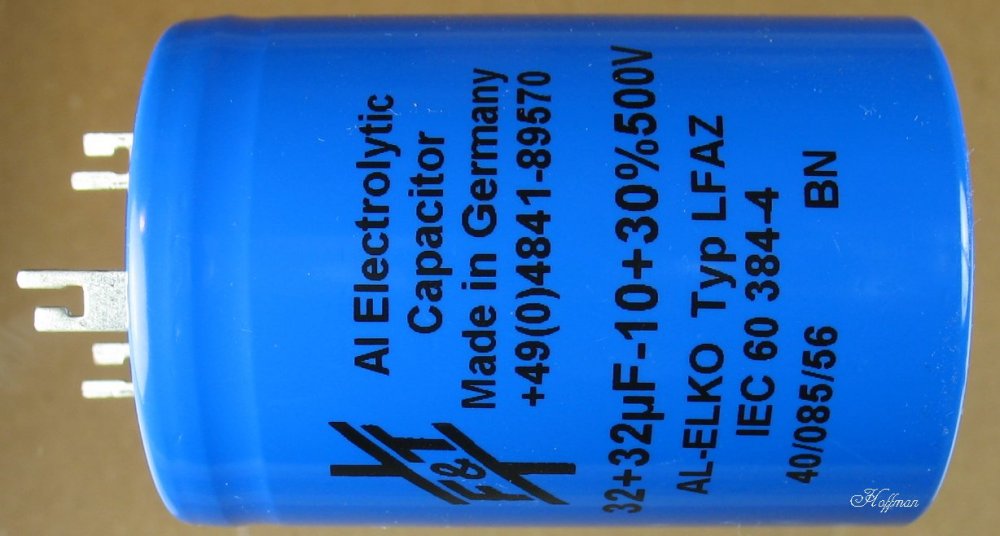 F&T
Al Electrolytic
Capacitor
Made in Germany
+49(0)4841-89570
32+32µF-10+30%500V
AL-ELKO Typ LFAZ
IEC 60 384-4
40/085/56 BN
Hoffman